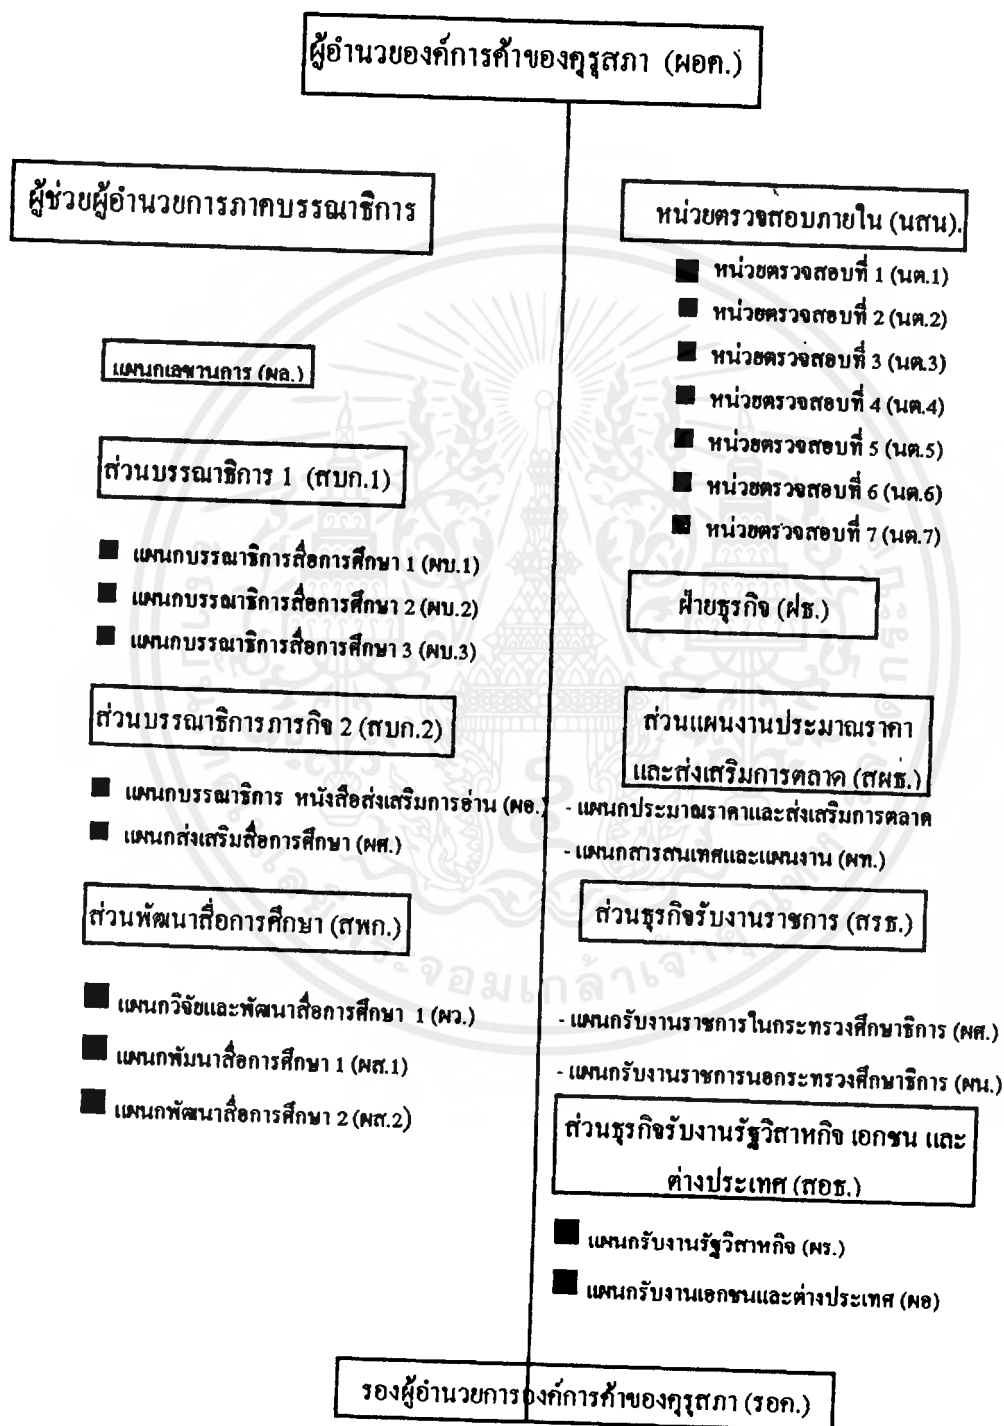 ผู้อำนวยองค์การค้าของคุรุสภา (ผอค.)
ผู้ช่วยผู้อำนวยการภาคบรรณาธิการ
แผนกเลขานุการ (ผล.)
ส่วนบรรณาธิการ 1 (สบก.1)
แผนกบรรณาธิการสื่อการศึกษา 1 (ผบ.1)
แผนกบรรณาธิการสื่อการศึกษา 2 (ผบ.2)
แผนกบรรณาธิการสื่อการศึกษา 3 (ผบ.3)
ส่วนบรรณาธิการภารกิจ 2 (สบก.2)
แผนกบรรณาธิการ หนังสือส่งเสริมการอ่าน (ผอ.)
แผนกส่งเสริมสื่อการศึกษา (ผศ.)
ส่วนพัฒนาสื่อการศึกษา (สพก.)
แผนกวิจัยและพัฒนาสื่อการศึกษา 1 (ผว.)
แผนกพัมนาสื่อการศึกษา 1 (ผส.1)
แผนกพัฒนาสื่อการศึกษา 2 (ผส.2)
หน่วยตรวจสอบภายใน (นสน).
หน่วยตรวจสอบที่ 1 (นต.1)
หน่วยตรวจสอบที่ 2 (นต.2)
หน่วยตรวจสอบที่ 3 (นต.3)
หน่วยตรวจสอบที่ 4 (นต.4)
หน่วยตรวจสอบที่ 5 (นต.5)
หน่วยตรวจสอบที่ 6 (นต.6)
หน่วยตรวจสอบที่ 7 (นต.7)
ฝ่ายธุรกิจ (ฝธ.)
ส่วนแผนงานประมาณราคา
และส่งเสริมการตลาด (สผธ.)
- แผนกประมาณราคาและส่งเสริมการตลาด
- แผนกสารสนเทศและแผนงาน (ผท.)
ส่วนธุรกิจรับงานราชการ (สรธ.)
- แผนกรับงานราชการในกระทรวงศึกษาธิการ (ผศ.)
- แผนกรับงานราชการนอกระทรวงศึกษาธิการ (ผน.)
ส่วนธุรกิจรับงานรัฐวิสาหกิจ เอกชน และ
ต่างประเทศ (สอธ.)
แผนกรับงานรัฐวิสาหกิจ (ผร.)
แผนกรับงานเอกชนและต่างประเทศ (ผอ)
รองผู้อำนวยการองค์การค้าของคุรุสภา (รอค.)